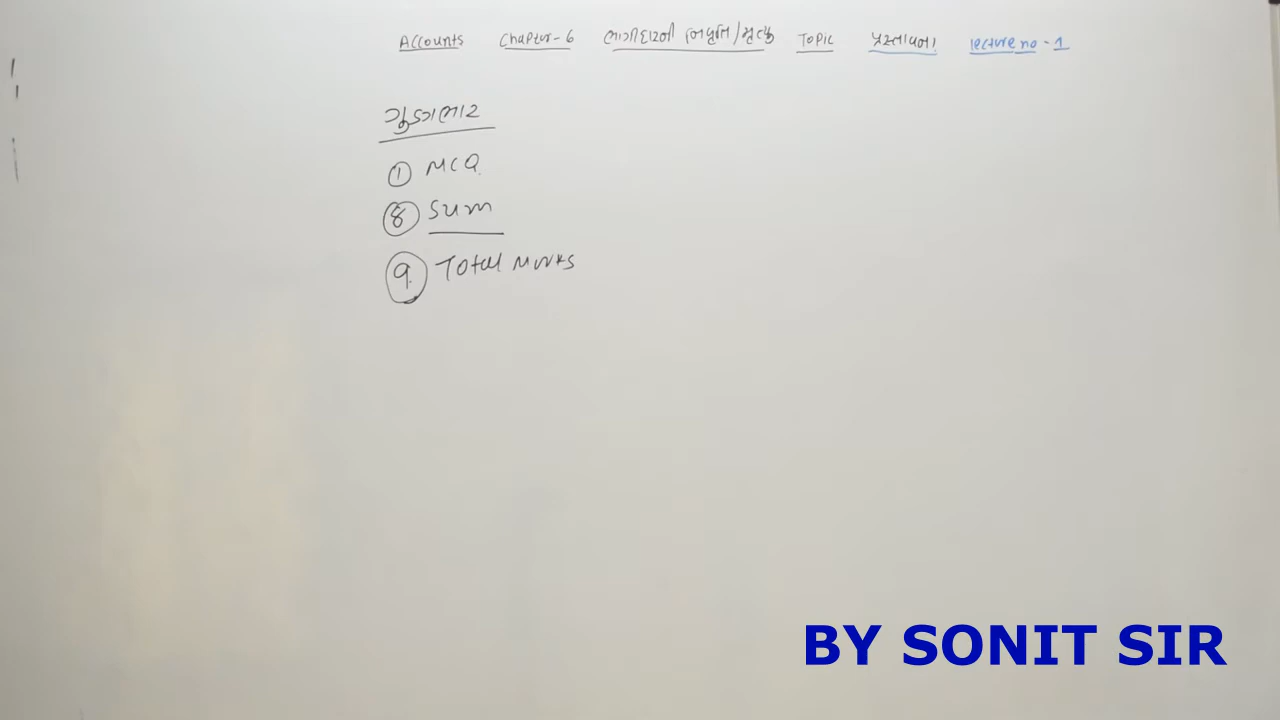 Accounts Chapter-6 ભાગીદારની નિવૃત્તિ/મૃત્યુ Topic પ્રસ્તાવના lecture no - 1
ગુણભાર
① MCQ
⑧ Sum
⑨ Total Marks
BY SONIT SIR